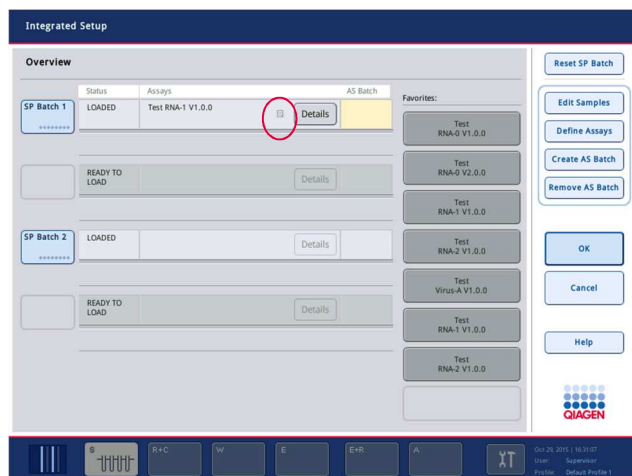 Integrated Setup
Overview
Status Assays AS Batch
SP Batch 1
LOADED Test RNA-1 V1.0.0 Details
READY TO
LOAD Details
SP Batch 2
LOADED Details
READY TO
LOAD Details
Favorites:
Test
RNA-0 V1.0.0
Test
RNA-0 V2.0.0
Test
RNA-1 V1.0.0
Test
RNA-2 V1.0.0
Test
Virus-A V1.0.0
Test
RNA-1 V1.0.0
Test
RNA-2 V1.0.0
Reset SP Batch
Edit Samples
Define Assays
Create AS Batch
Remove AS Batch
OK
Cancel
Help
QIAGEN
S R+C W E E+R A
Oct 29, 2015 | 16:31:07
User: Supervisor
Profile: Default Profile 1